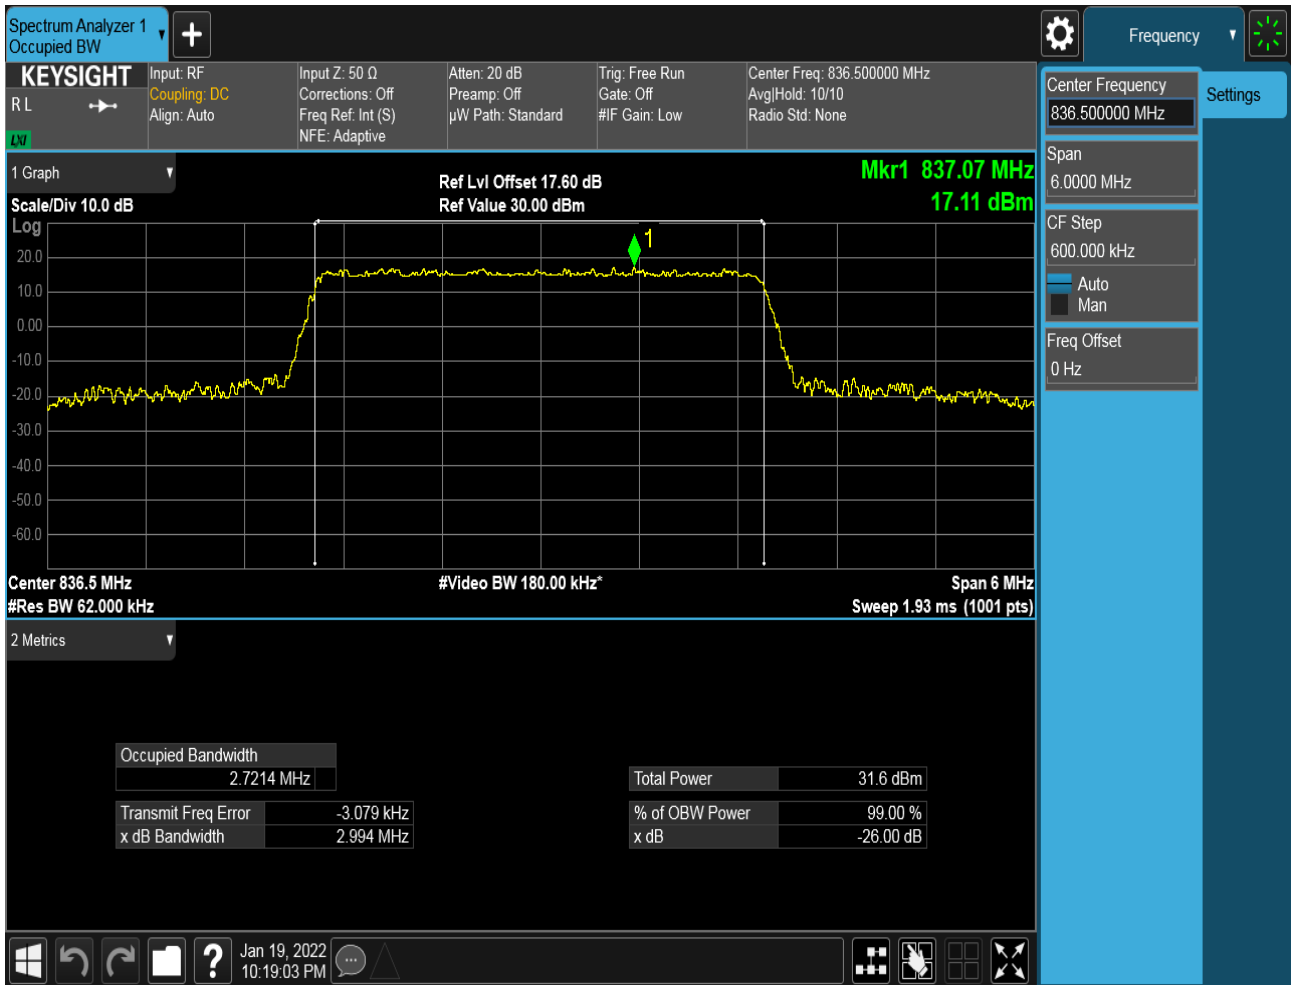 Spectrum Analyzer 1
Occupied BW
Frequency
KEYSIGHT
R L
LXI
Input: RF
Coupling: DC
Align: Auto
Input Z: 50 Ω
Corrections: Off
Freq Ref: Int (S)
NFE: Adaptive
Atten: 20 dB
Preamp: Off
µW Path: Standard
Trig: Free Run
Gate: Off
#IF Gain: Low
Center Freq: 836.500000 MHz
Avg|Hold: 10/10
Radio Std: None
Center Frequency
836.500000 MHz
Settings
Span
6.0000 MHz
CF Step
600.000 kHz
Auto
Man
Freq Offset
0 Hz
1 Graph
Scale/Div 10.0 dB
Ref Lvl Offset 17.60 dB
Ref Value 30.00 dBm
Mkr1 837.07 MHz
17.11 dBm
Log
1
20.0
10.0
0.00
-10.0
-20.0
-30.0
-40.0
-50.0
-60.0
Center 836.5 MHz
#Video BW 180.00 kHz*
Span 6 MHz
#Res BW 62.000 kHz
Sweep 1.93 ms (1001 pts)
2 Metrics
Occupied Bandwidth
2.7214 MHz
Transmit Freq Error -3.079 kHz
x dB Bandwidth 2.994 MHz
Total Power 31.6 dBm
% of OBW Power 99.00 %
x dB -26.00 dB
?
Jan 19, 2022
10:19:03 PM